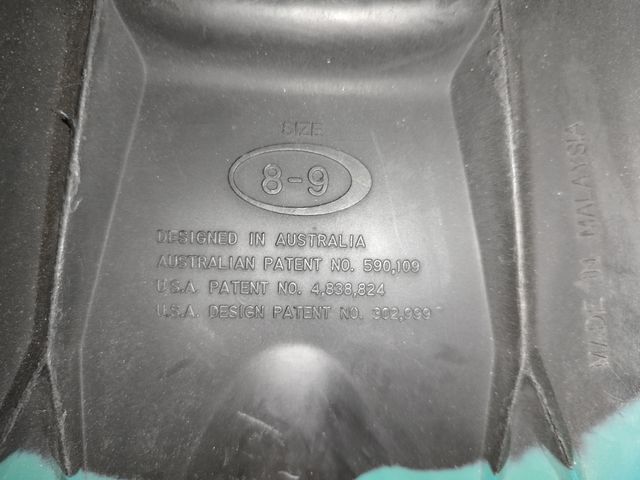 SIZE
8-9
DESIGNED IN AUSTRALIA
AUSTRALIAN PATENT NO. 590,109
U.S.A. PATENT NO. 4,838,824
U.S.A. DESIGN PATENT NO. 302,999
MADE IN MALAYSIA